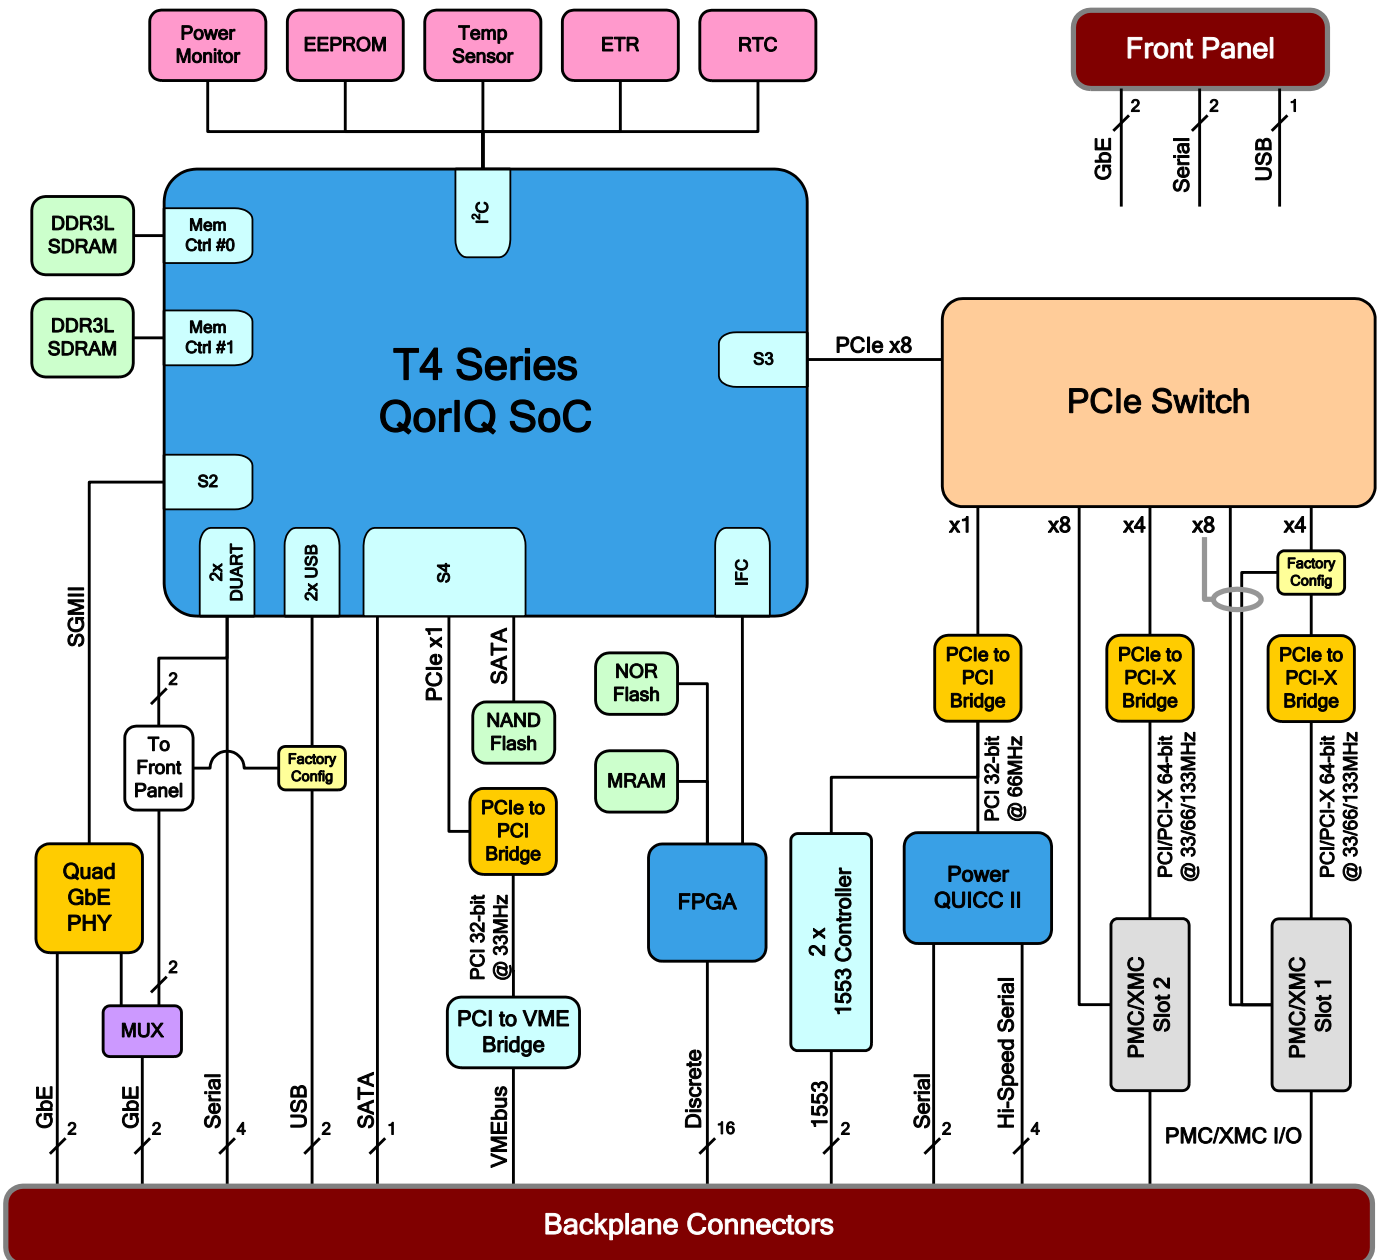 Power
Monitor
EEPROM
Temp
Sensor
ETR
RTC
Front Panel
2
2
1
GbE
Serial
USB
I²C
DDR3L
SDRAM
Mem
Ctrl #0
DDR3L
SDRAM
Mem
Ctrl #1
T4 Series
QorIQ SoC
S3
PCIe x8
PCIe Switch
S2
2x
DUART
2x USB
S4
IFC
x1
x8
x4
x8
x4
Factory
Config
SGMII
PCIe x1
SATA
2
NOR
Flash
PCIe to
PCI
Bridge
PCIe to
PCI-X
Bridge
PCIe to
PCI-X
Bridge
To
Front
Panel
Factory
Config
NAND
Flash
MRAM
PCI 32-bit
@ 66MHz
PCI/PCI-X 64-bit
@ 33/66/133MHz
PCI/PCI-X 64-bit
@ 33/66/133MHz
PCIe to
PCI
Bridge
Quad
GbE
PHY
FPGA
2 x
1553 Controller
Power
QUICC II
PCI 32-bit
@ 33MHz
2
PMC/XMC
Slot 2
PMC/XMC
Slot 1
MUX
PCI to VME
Bridge
GbE
2
GbE
2
Serial
4
USB
2
SATA
1
VMEbus
Discrete
16
1553
2
Serial
2
Hi-Speed Serial
4
PMC/XMC I/O
Backplane Connectors